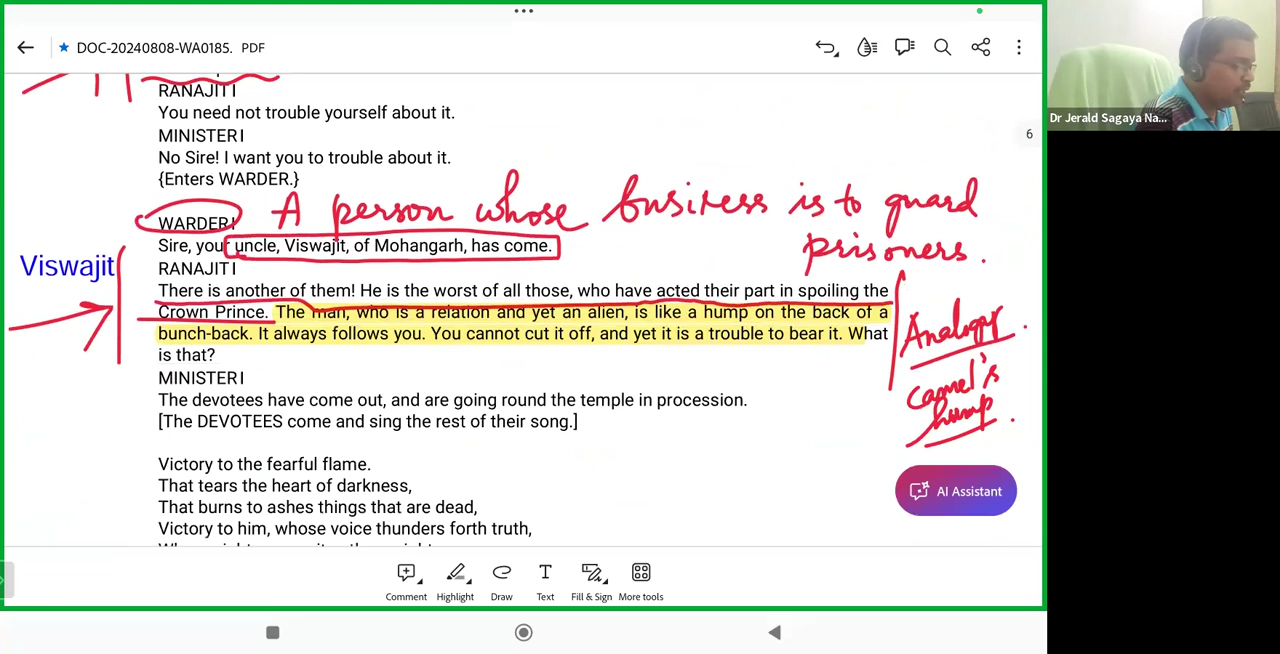 DOC-20240808-WA0185. PDF
RANAJIT I
You need not trouble yourself about it.
MINISTER I
No Sire! I want you to trouble about it.
{Enters WARDER.}
6
WARDER I
A person whose business is to guard prisoners.
Sire, your uncle, Viswajit, of Mohangarh, has come.
Viswajit
RANAJIT I
There is another of them! He is the worst of all those, who have acted their part in spoiling the
Crown Prince. The man, who is a relation and yet an alien, is like a hump on the back of a
bunch-back. It always follows you. You cannot cut it off, and yet it is a trouble to bear it. What
is that?
Analogy
Camel's
hump.
MINISTER I
The devotees have come out, and are going round the temple in procession.
[The DEVOTEES come and sing the rest of their song.]
Victory to the fearful flame.
That tears the heart of darkness,
That burns to ashes things that are dead,
Victory to him, whose voice thunders forth truth,
AI Assistant
Comment
Highlight
Draw
Text
Fill & Sign
More tools
Dr Jerald Sagaya Na...